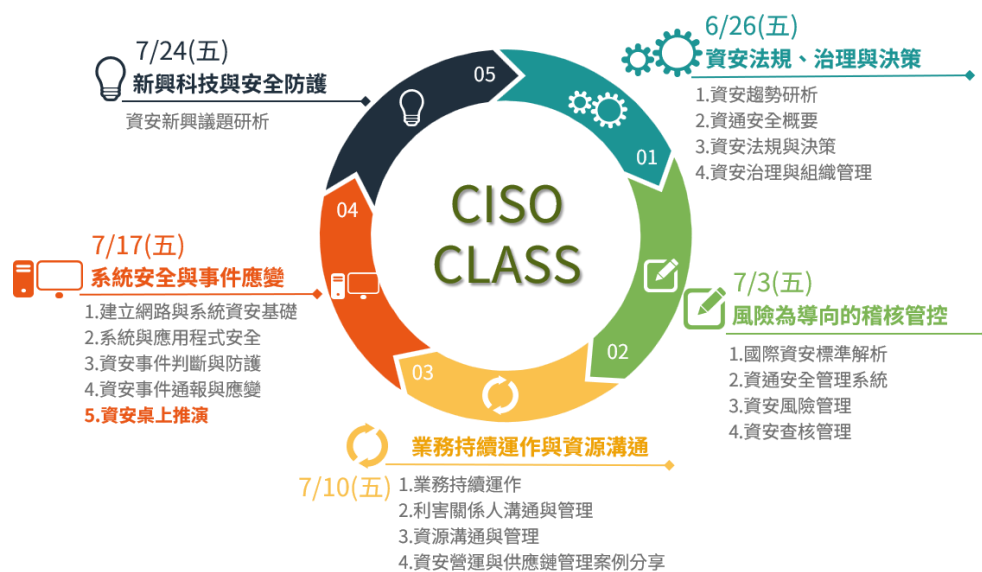 CISO
CLASS
01
6/26(五)
資安法規、治理與決策
1.資安趨勢研析
2.資通安全概要
3.資安法規與決策
4.資安治理與組織管理
02
7/3(五)
風險為導向的稽核管控
1.國際資安標準解析
2.資通安全管理系統
3.資安風險管理
4.資安查核管理
03
業務持續運作與資源溝通
7/10(五)
1.業務持續運作
2.利害關係人溝通與管理
3.資源溝通與管理
4.資安營運與供應鏈管理案例分享
04
7/17(五)
系統安全與事件應變
1.建立網路與系統資安基礎
2.系統與應用程式安全
3.資安事件判斷與防護
4.資安事件通報與應變
5.資安桌上推演
05
7/24(五)
新興科技與安全防護
資安新興議題研析